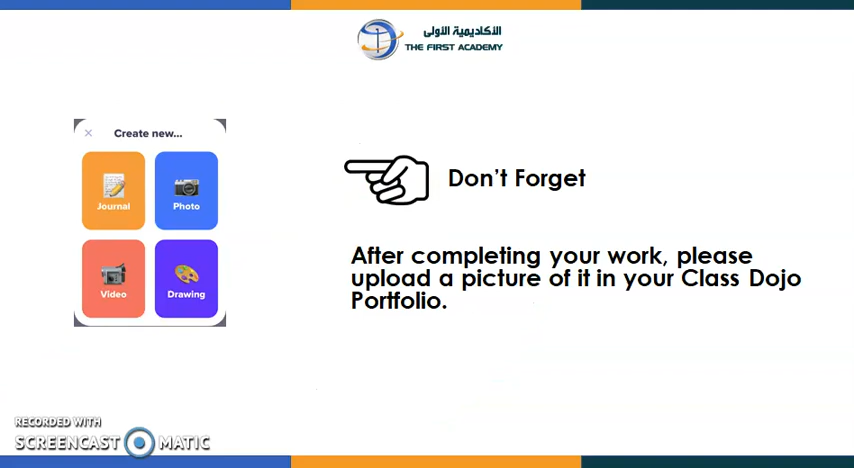 الأكاديمية الأولى
THE FIRST ACADEMY
Create new...
Journal
Photo
Video
Drawing
Don't Forget
After completing your work, please
upload a picture of it in your Class Dojo
Portfolio.
RECORDED WITH
SCREENCAST MATIC